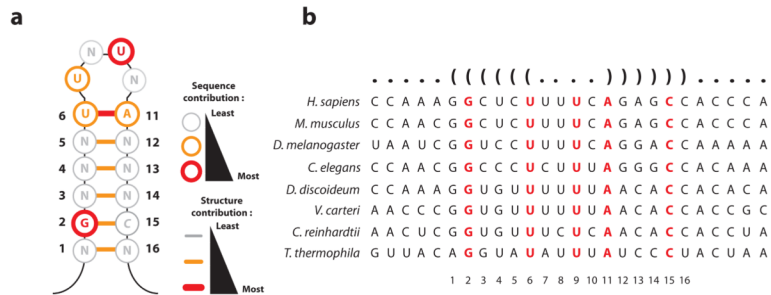 a
b
N
U
U
N
Sequence
contribution :
Least
Most
6
U
A
11
5
N
N
12
4
N
N
13
3
N
N
14
2
G
C
15
1
N
N
16
Structure
contribution :
Least
Most
. . . . . ( ( ( ( ( ( . . . . ) ) ) ) ) ) . . . . .
H. sapiens C C A A A G G C U C U U U U C A G A G C C A C C C A
M. musculus C C A A A G G C U C U U U U C A G A G C C A C C C A
D. melanogaster U A A U C G G U C C U U U U C A G G A C C A A A A A
C. elegans C C A A C G G C C C U C U U U A G G G C C A C A C A
D. discoideum C C A A A G G U G U U U U U U A A C A C C A C A A A
V. carteri
C. reinhardtii
T. thermophila
1 2 3 4 5 6 7 8 9 10 11 12 13 14 15 16